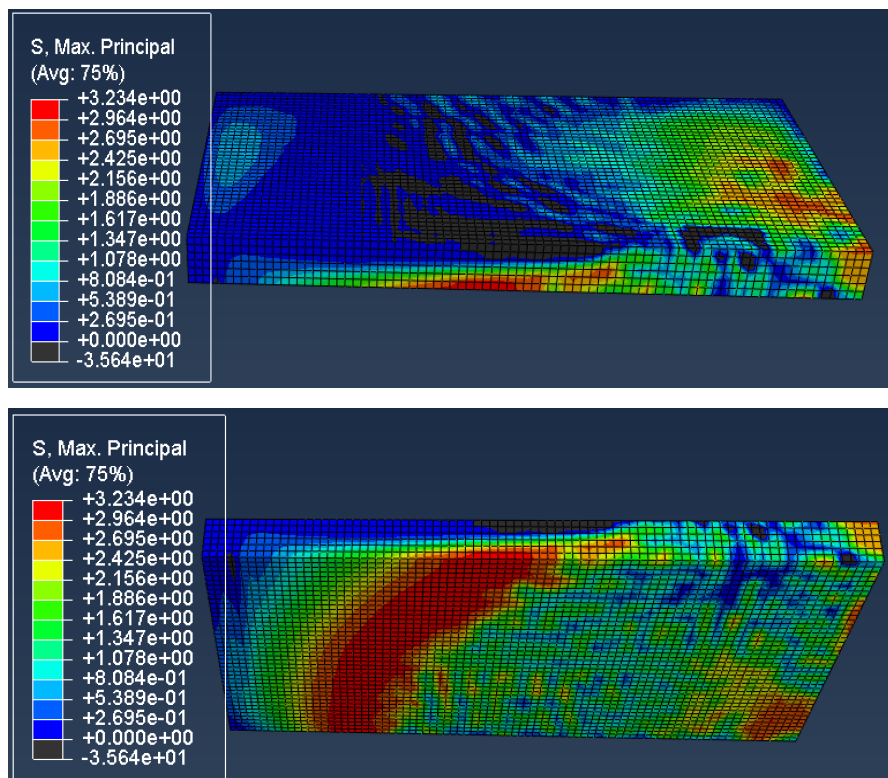 S, Max. Principal
(Avg: 75%)
+3.234e+00
+2.964e+00
+2.695e+00
+2.425e+00
+2.156e+00
+1.886e+00
+1.617e+00
+1.347e+00
+1.078e+00
+8.084e-01
+5.389e-01
+2.695e-01
+0.000e+00
-3.564e+01
S, Max. Principal
(Avg: 75%)
+3.234e+00
+2.964e+00
+2.695e+00
+2.425e+00
+2.156e+00
+1.886e+00
+1.617e+00
+1.347e+00
+1.078e+00
+8.084e-01
+5.389e-01
+2.695e-01
+0.000e+00
-3.564e+01